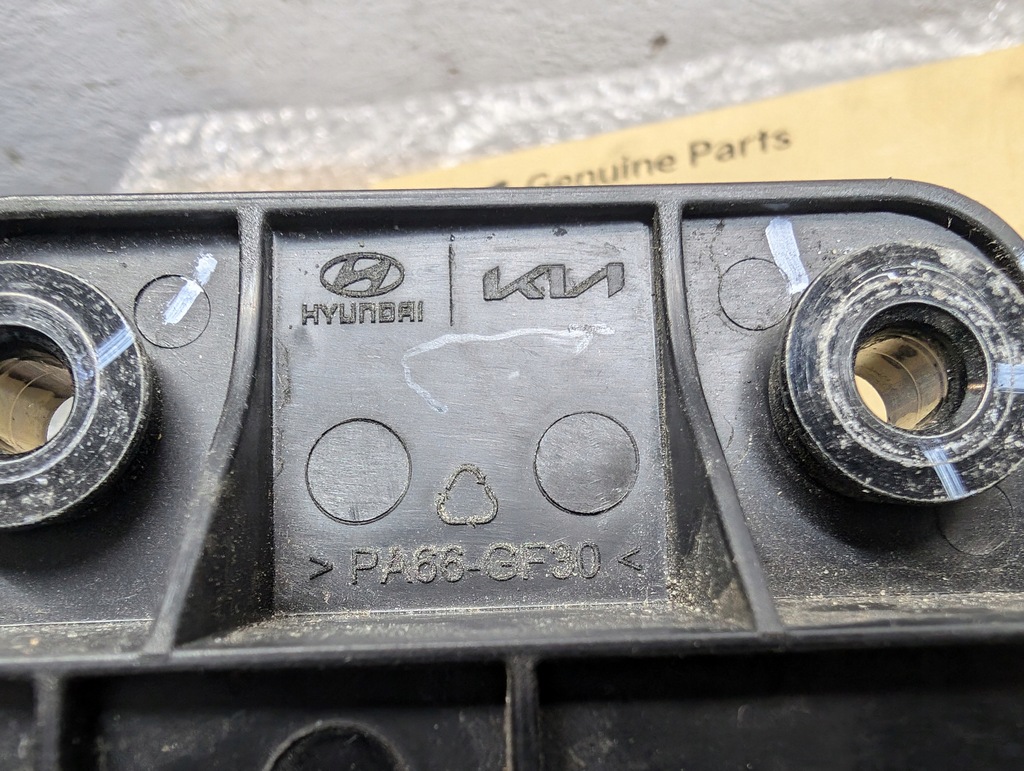 Genuine Parts
HYUNDAI | KIA
> PA66-GF30 <